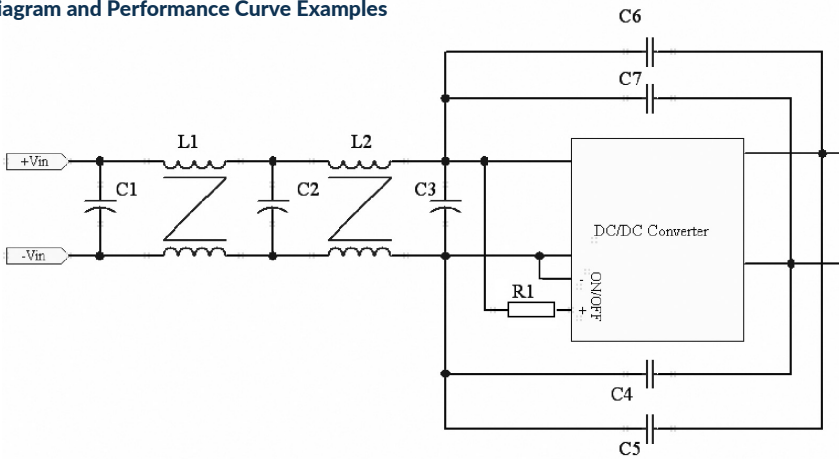 iagram and Performance Curve Examples
C6
C7
L1
L2
+Vin
C1
C2
C3
DC/DC Converter
-Vin
-
ON/OFF
R1
+
C4
C5